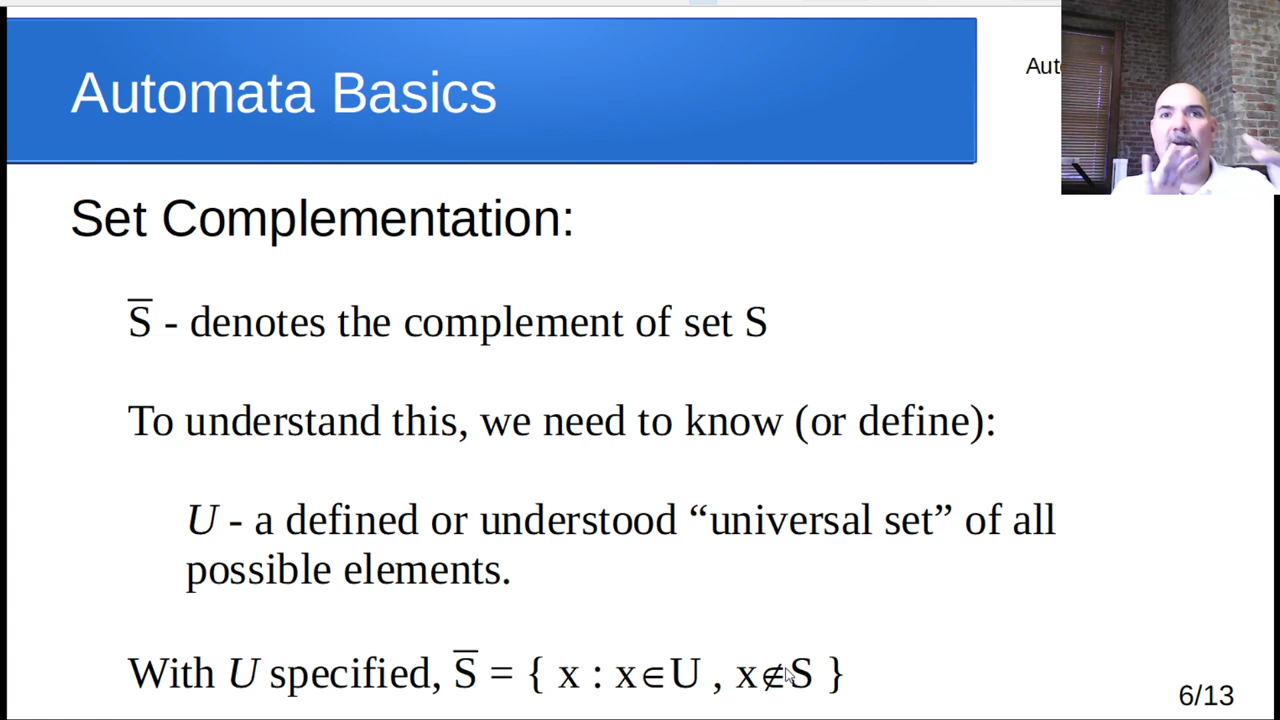 Automata Basics
Aut
Set Complementation:
S̅ - denotes the complement of set S
To understand this, we need to know (or define):
U - a defined or understood “universal set” of all
possible elements.
With U specified, S̅ = { x : x∈U , x∉S }
6/13